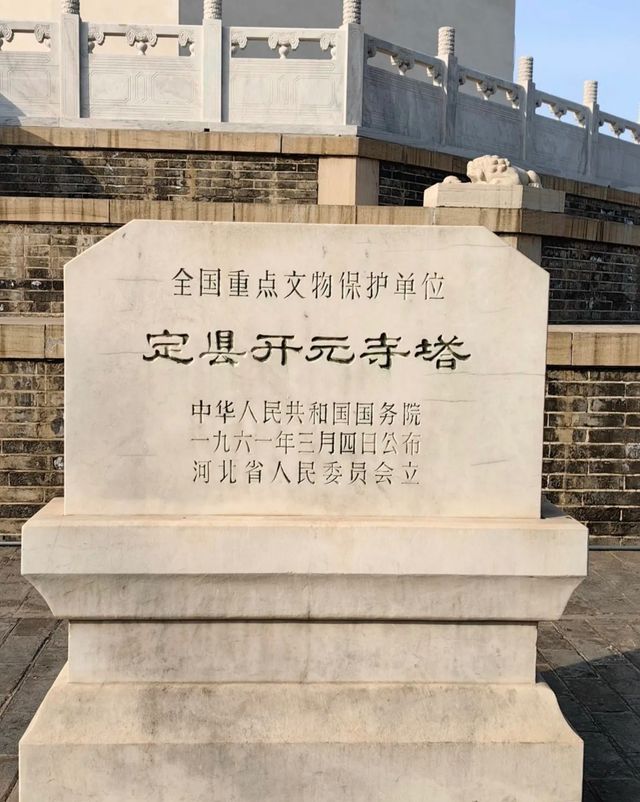 全国重点文物保护单位
定县开元寺塔
中华人民共和国国务院
一九六一年三月四日公布
河北省人民委员会立